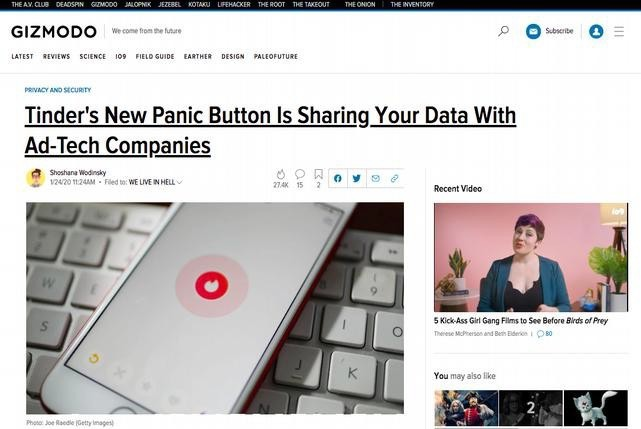 THE A.V. CLUB DEADSPIN GIZMODO JALOPNIK JEZEBEL KOTAKU LIFEHACKER THE ROOT THE TAKEOUT THE ONION THE INVENTORY
GIZMODO We come from the future Subscribe
LATEST REVIEWS SCIENCE IO9 FIELD GUIDE EARTHER DESIGN PALEOFUTURE
PRIVACY AND SECURITY
Tinder's New Panic Button Is Sharing Your Data With
Ad-Tech Companies
Shoshana Wodinsky
1/24/20 11:24AM • Filed to: WE LIVE IN HELL
27.4K 15 2
Photo: Joe Raedle (Getty Images)
Recent Video
io9
5 Kick-Ass Girl Gang Films to See Before Birds of Prey
Therese McPherson and Beth Elderkin | 80
You may also like
2